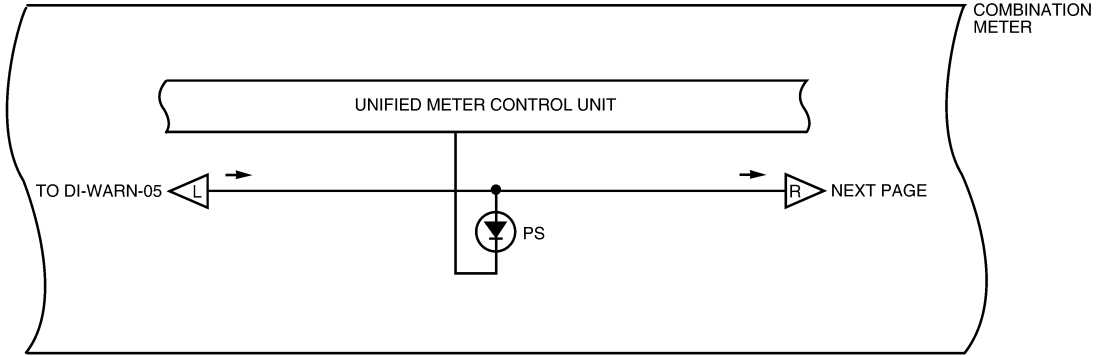 COMBINATION
METER
UNIFIED METER CONTROL UNIT
TO DI-WARN-05
L
R
NEXT PAGE
PS